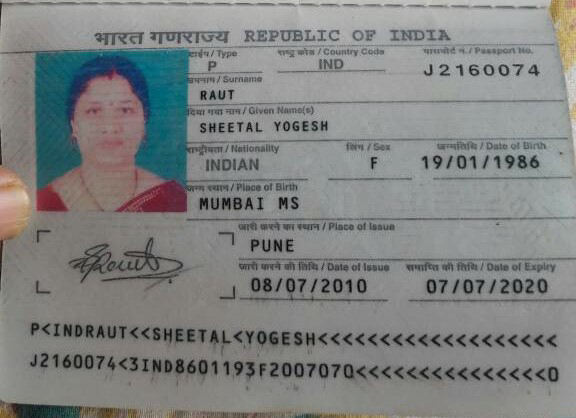 भारत गणराज्य REPUBLIC OF INDIA
टाईप / Type राष्ट्र कोड / Country Code पासपोर्ट नं. / Passport No.
P IND J2160074
उपनाम / Surname
RAUT
दिया गया नाम / Given Name(s)
SHEETAL YOGESH
राष्ट्रीयता / Nationality लिंग / Sex जन्मतिथि / Date of Birth
INDIAN F 19/01/1986
जन्म स्थान / Place of Birth
MUMBAI MS
जारी करने का स्थान / Place of Issue
PUNE
जारी करने की तिथि / Date of Issue समाप्ति की तिथि / Date of Expiry
08/07/2010 07/07/2020
P<INDRAUT<<SHEETAL<YOGESH<<<<<<<<<<<<<<<<<<<
J2160074<3IND8601193F2007070<<<<<<<<<<<<<<<0